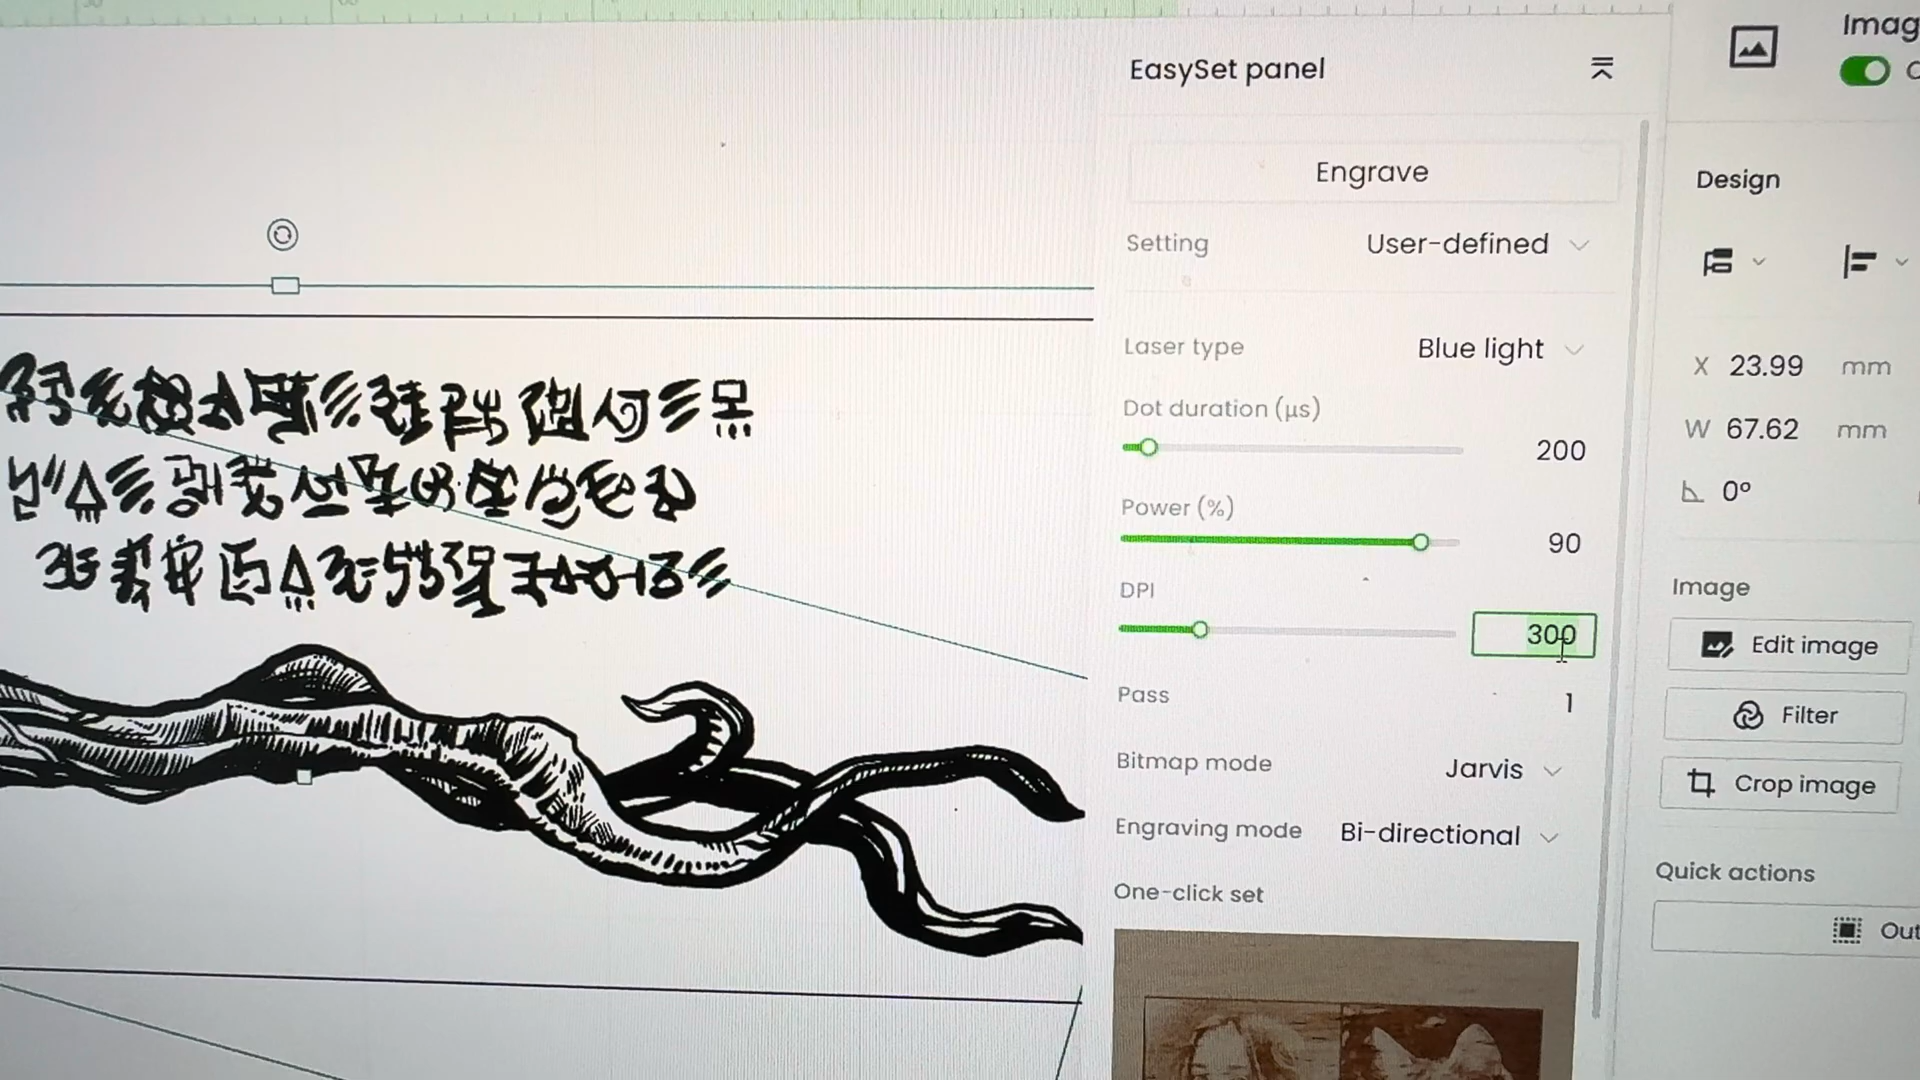 EasySet panel
Engrave
Setting User-defined
Laser type Blue light
Dot duration (µs)
200
Power (%)
90
DPI
300
Pass 1
Bitmap mode Jarvis
Engraving mode Bi-directional
One-click set
Imag
Design
X 23.99 mm
W 67.62 mm
0°
Image
Edit image
Filter
Crop image
Quick actions
Out